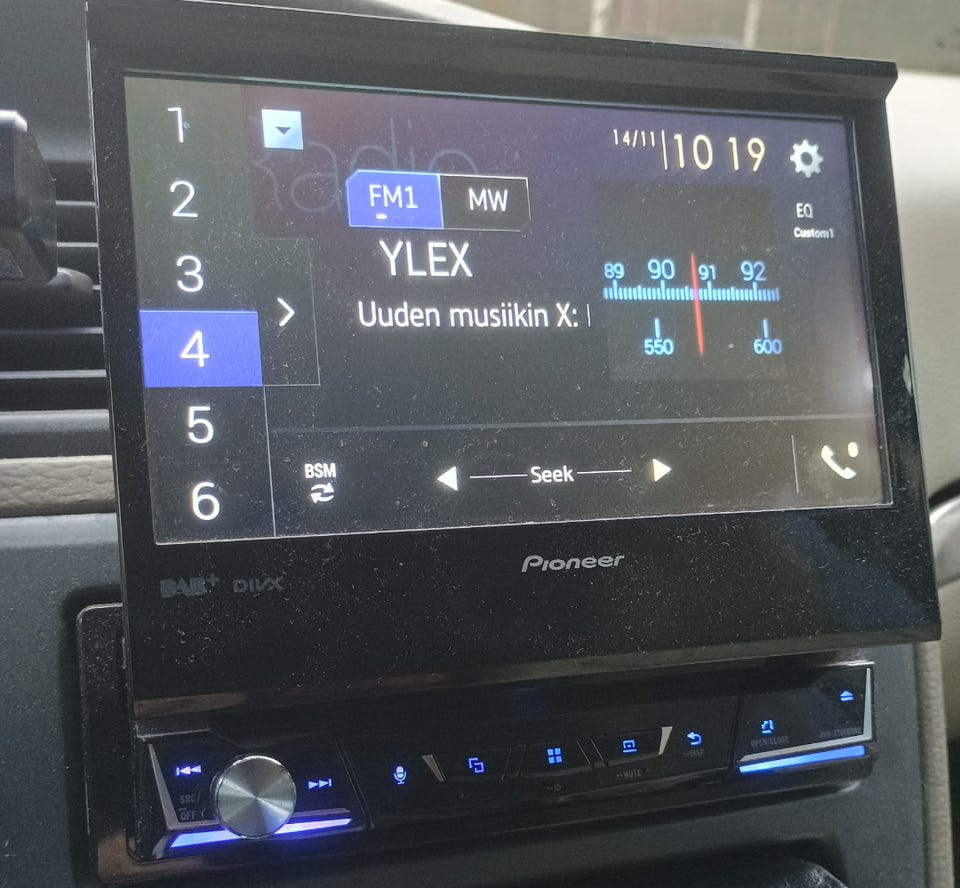 1
2
3
4
5
6
Radio
14/11 10 19
FM1 MW
EQ
Custom1
YLEX
Uuden musiikin X:
89 90 91 92
550 600
BSM
Seek
Pioneer
DAB+ DIVX
SRC/
OFF
MUTE
DISP
OPEN/CLOSE